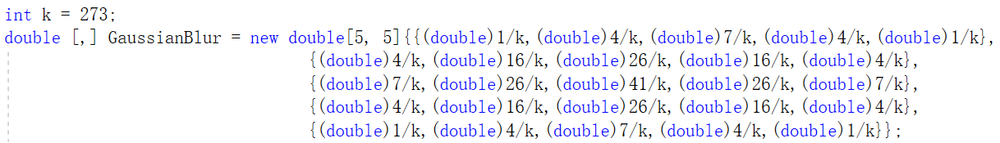 int k = 273;
double [,] GaussianBlur = new double[5, 5]{{(double)1/k,(double)4/k,(double)7/k,(double)4/k,(double)1/k},
{(double)4/k,(double)16/k,(double)26/k,(double)16/k,(double)4/k},
{(double)7/k,(double)26/k,(double)41/k,(double)26/k,(double)7/k},
{(double)4/k,(double)16/k,(double)26/k,(double)16/k,(double)4/k},
{(double)1/k,(double)4/k,(double)7/k,(double)4/k,(double)1/k}};